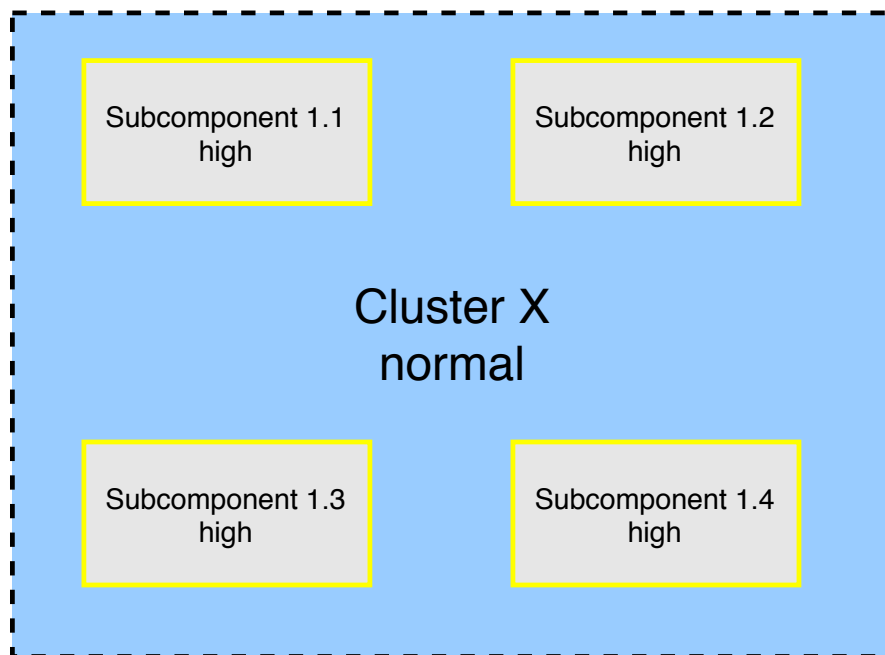 Subcomponent 1.1
high
Subcomponent 1.2
high
Cluster X
normal
Subcomponent 1.3
high
Subcomponent 1.4
high